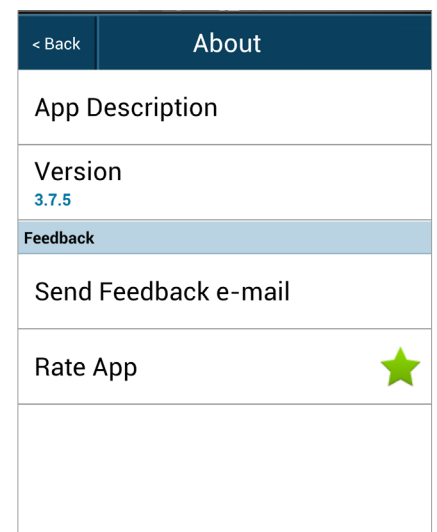 < Back
About
App Description
Version
3.7.5
Feedback
Send Feedback e-mail
Rate App